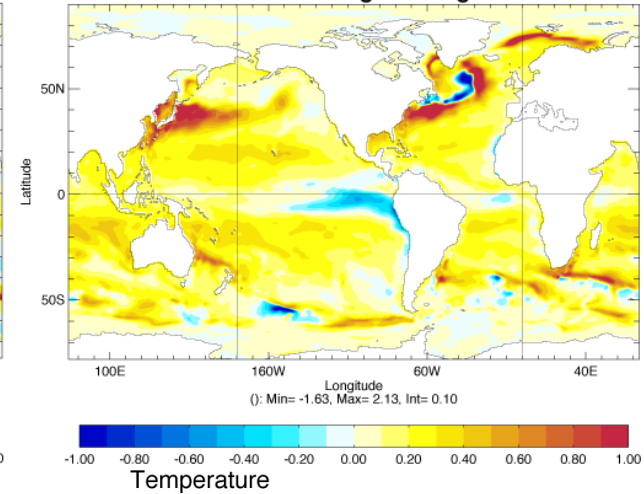 50N
0
50S
Latitude
100E 160W 60W 40E
Longitude
(): Min= -1.63, Max= 2.13, Int= 0.10
0 -1.00 -0.80 -0.60 -0.40 -0.20 0.00 0.20 0.40 0.60 0.80 1.00
Temperature